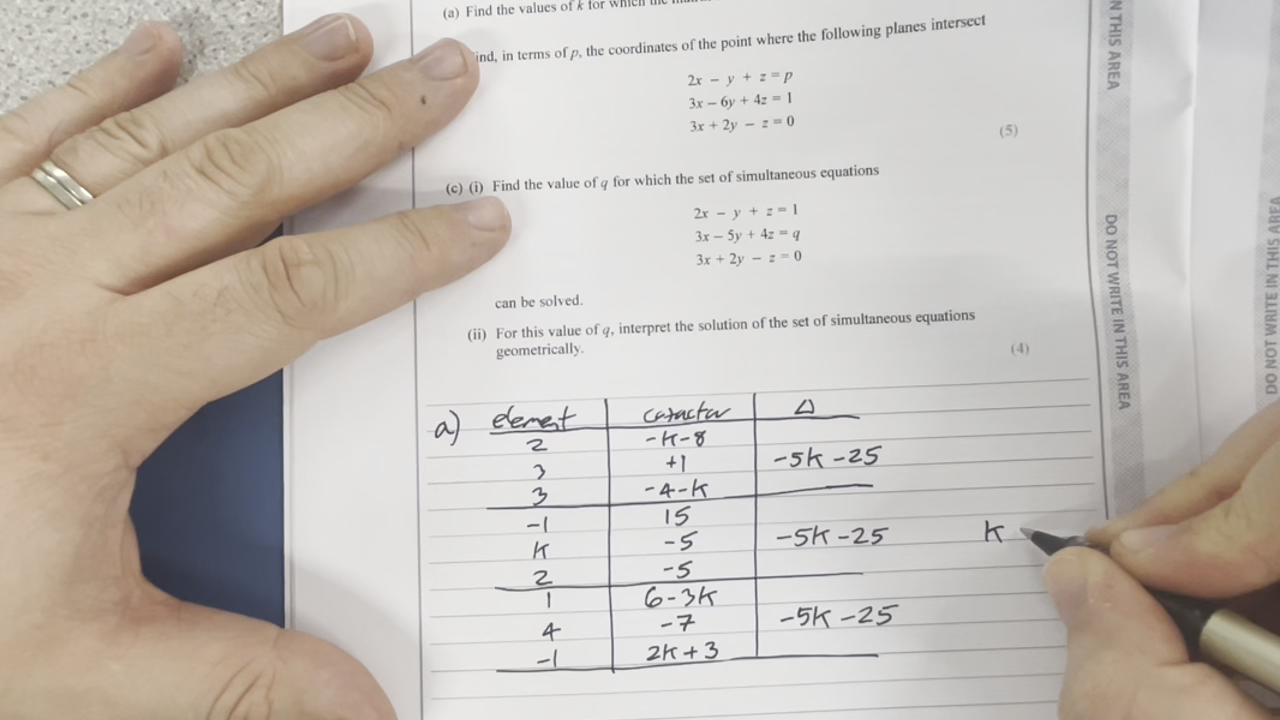 (a) Find the values of k for which the
ind, in terms of p, the coordinates of the point where the following planes intersect
2x − y + z = p
3x − 6y + 4z = 1
3x + 2y − z = 0
(5)
(c) (i) Find the value of q for which the set of simultaneous equations
2x − y + z = 1
3x − 5y + 4z = q
3x + 2y − z = 0
can be solved.
(ii) For this value of q, interpret the solution of the set of simultaneous equations
geometrically.
(4)
a) element cofactor Δ
2 -k-8
3 +1 -5k-25
3 -4-k
-1 15
k -5 -5k-25
2 -5
1 6-3k
4 -7 -5k-25
-1 2k+3
k
N THIS AREA
DO NOT WRITE IN THIS AREA
DO NOT WRITE IN THIS AREA